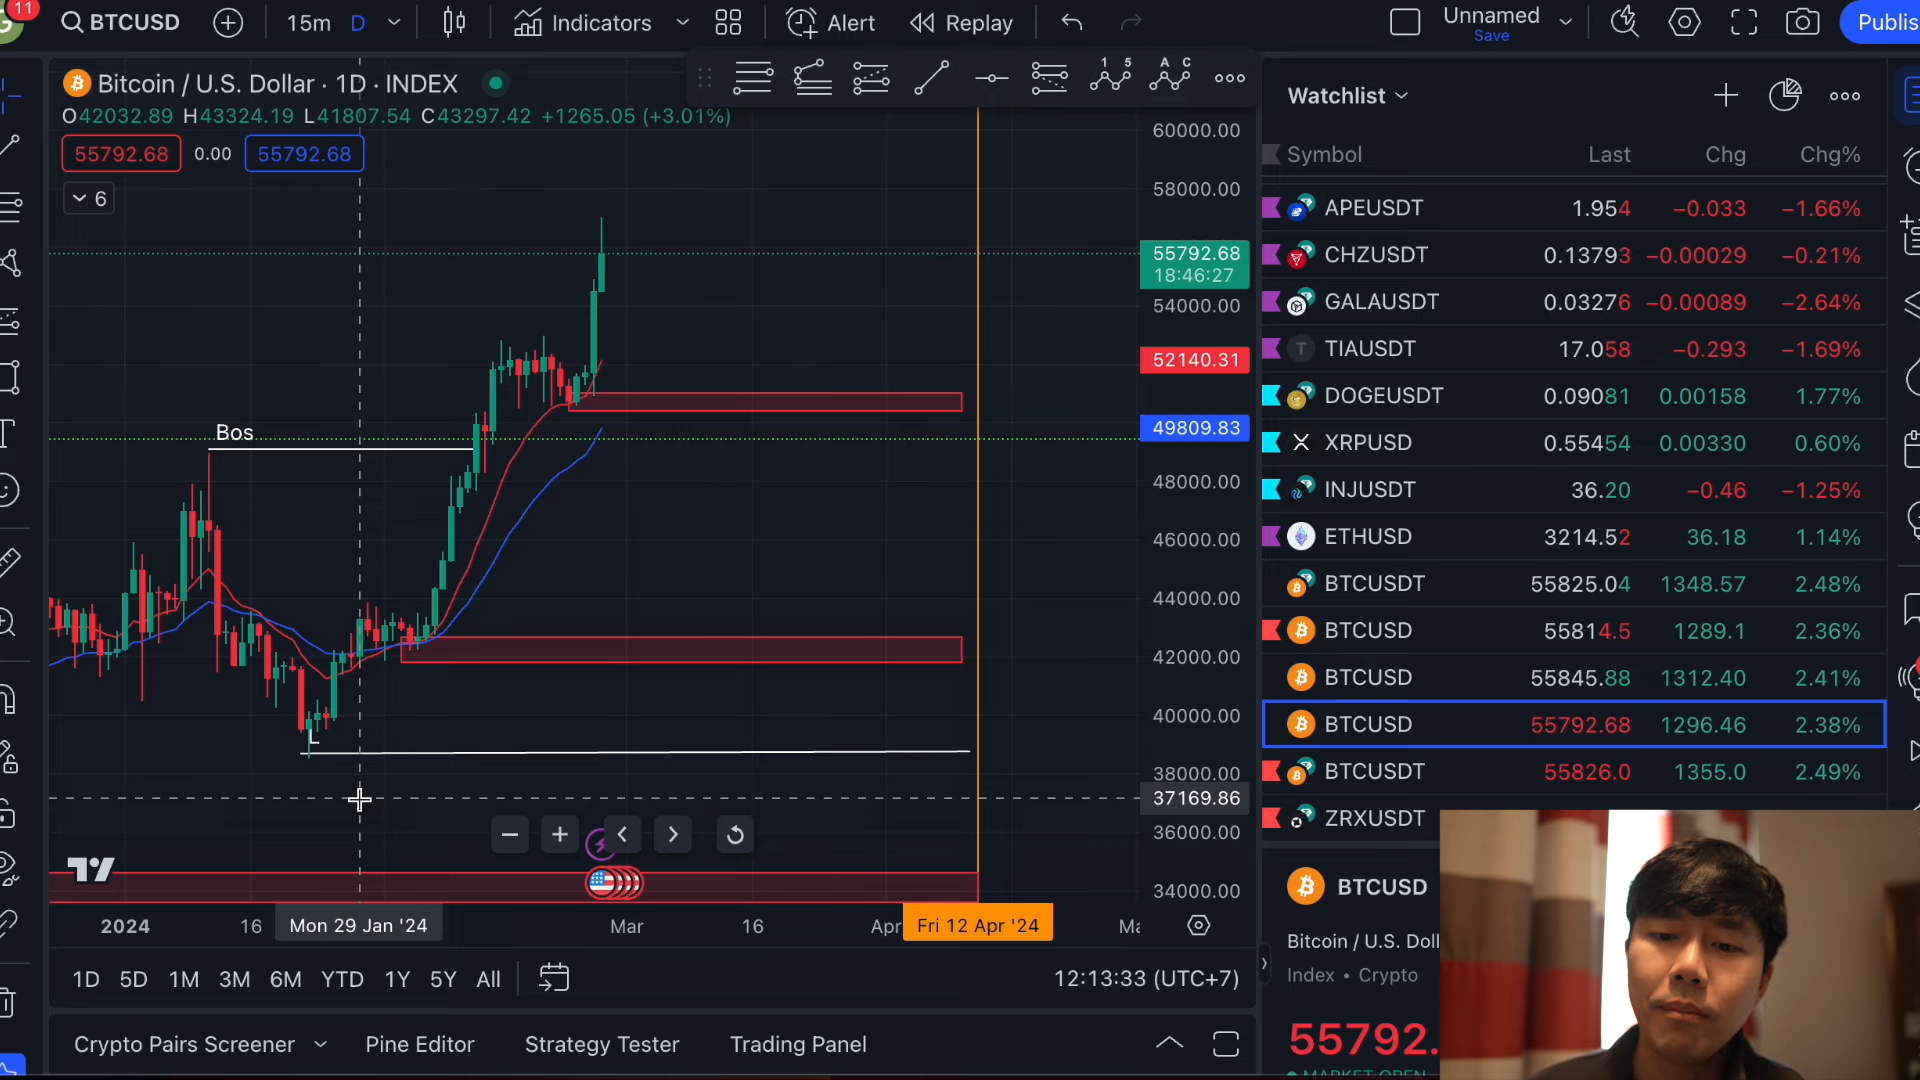 11
BTCUSD
15m D
Indicators
Alert
Replay
Unnamed
Save
Publis
Bitcoin / U.S. Dollar · 1D · INDEX
O42032.89 H43324.19 L41807.54 C43297.42 +1265.05 (+3.01%)
55792.68 0.00 55792.68
6
1 5
A C
Bos
L
60000.00
58000.00
55792.68
18:46:27
54000.00
52140.31
49809.83
48000.00
46000.00
44000.00
42000.00
40000.00
38000.00
37169.86
36000.00
34000.00
2024 16 Mon 29 Jan '24 Mar 16 Apr Fri 12 Apr '24 Ma
1D 5D 1M 3M 6M YTD 1Y 5Y All
12:13:33 (UTC+7)
Crypto Pairs Screener Pine Editor Strategy Tester Trading Panel
Watchlist
Symbol Last Chg Chg%
APEUSDT 1.954 −0.033 −1.66%
CHZUSDT 0.13793 −0.00029 −0.21%
GALAUSDT 0.03276 −0.00089 −2.64%
T TIAUSDT 17.058 −0.293 −1.69%
DOGEUSDT 0.09081 0.00158 1.77%
XRPUSD 0.55454 0.00330 0.60%
INJUSDT 36.20 −0.46 −1.25%
ETHUSD 3214.52 36.18 1.14%
BTCUSDT 55825.04 1348.57 2.48%
BTCUSD 55814.5 1289.1 2.36%
BTCUSD 55845.88 1312.40 2.41%
BTCUSD 55792.68 1296.46 2.38%
BTCUSDT 55826.0 1355.0 2.49%
ZRXUSDT
BTCUSD
Bitcoin / U.S. Doll
Index • Crypto
55792.
MARKET OPEN